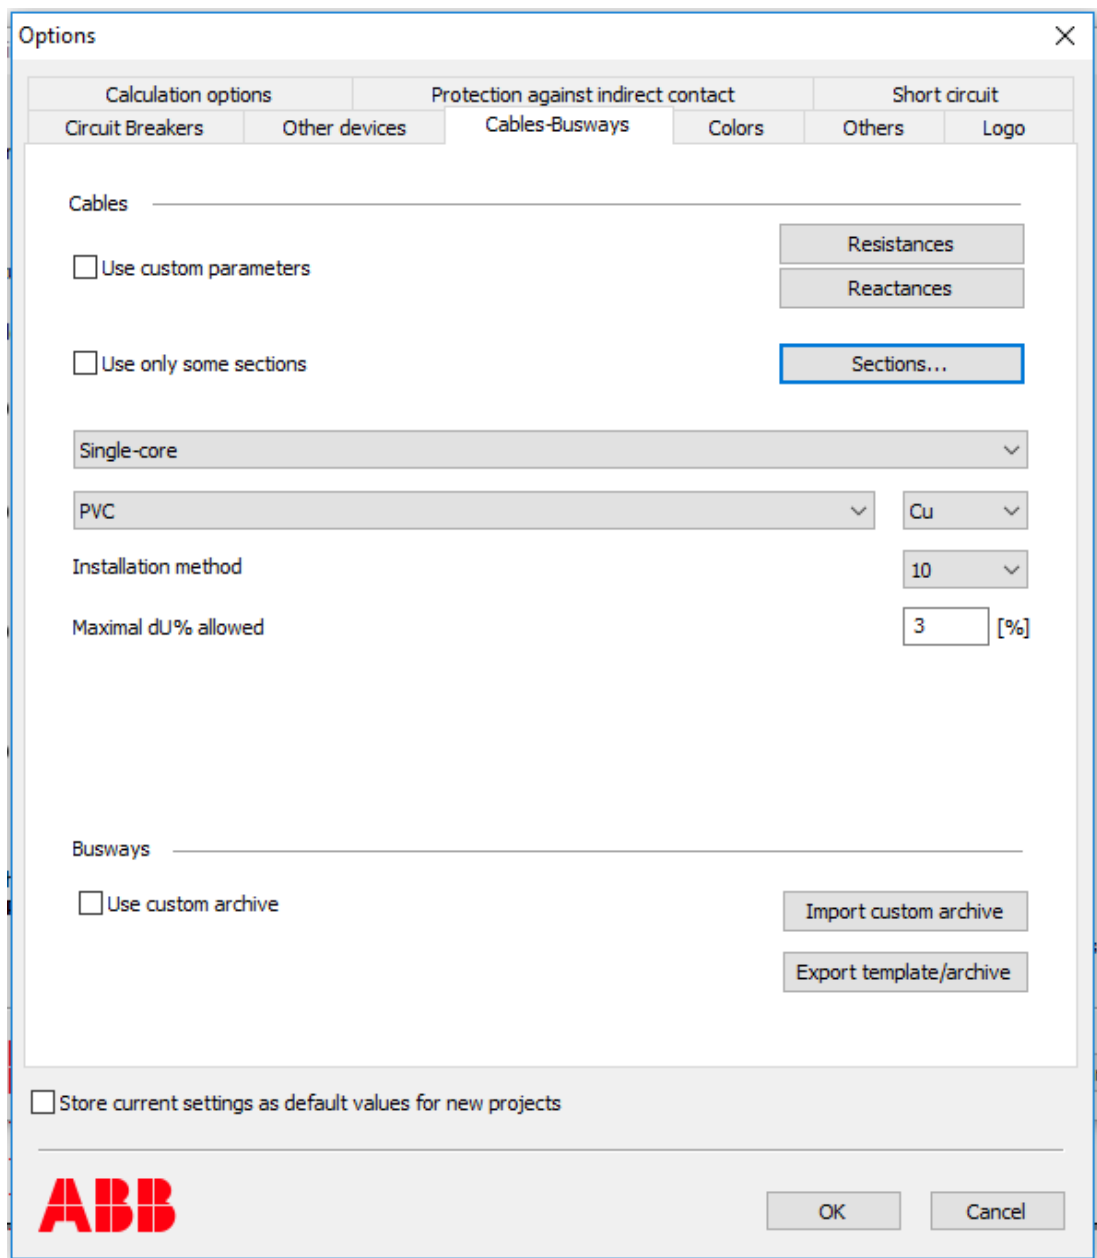 Options
Calculation options Protection against indirect contact Short circuit
Circuit Breakers Other devices Cables-Busways Colors Others Logo
Cables
Resistances
Use custom parameters
Reactances
Use only some sections Sections...
Single-core
PVC Cu
Installation method 10
Maximal dU% allowed 3 [%]
Busways
Use custom archive Import custom archive
Export template/archive
Store current settings as default values for new projects
ABB OK Cancel